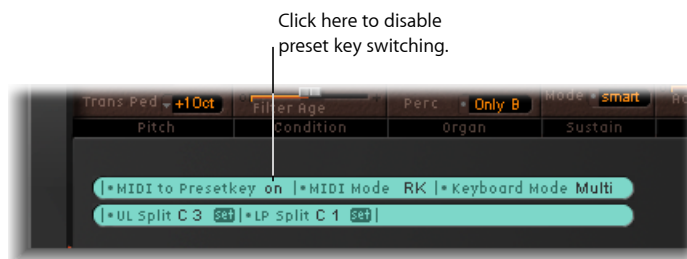 Click here to disable
preset key switching.
Trans Ped +1Oct Filter Age Perc Only B Mode smart
Pitch Condition Organ Sustain
MIDI to Presetkey on MIDI Mode RK Keyboard Mode Multi
UL Split C 3 set LP Split C 1 set